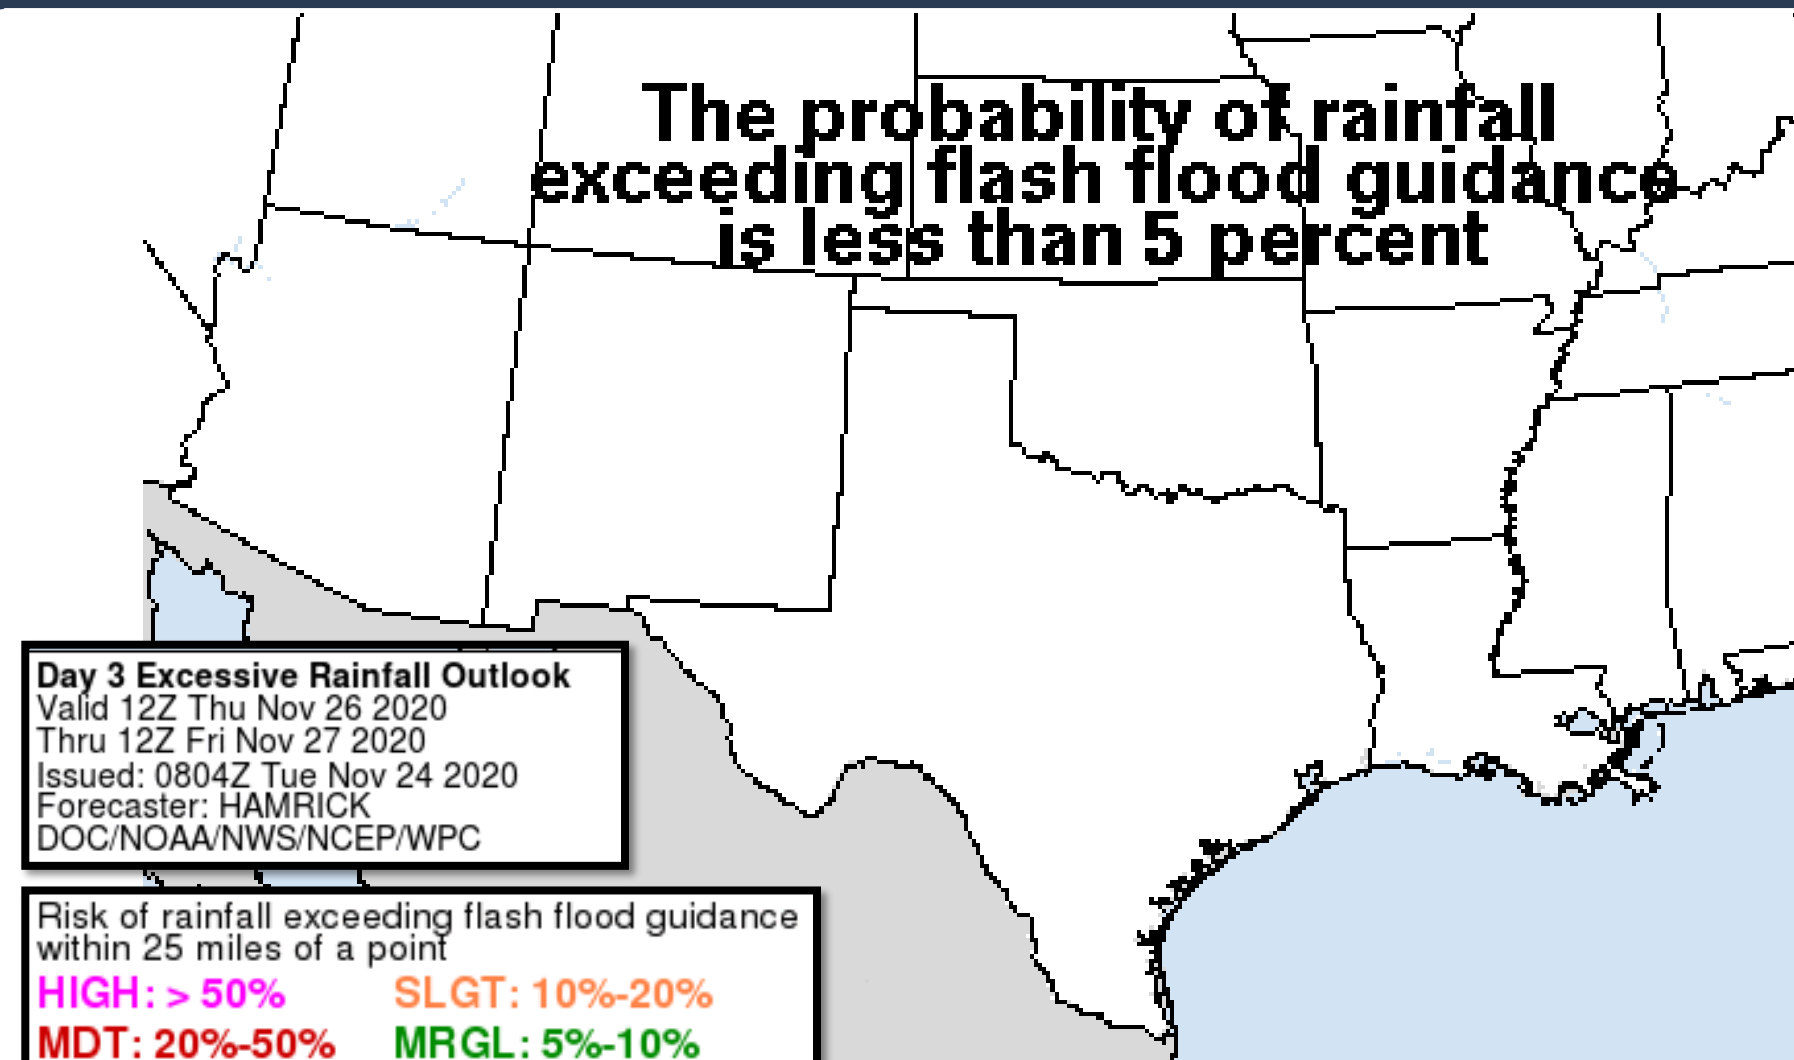 The probability of rainfall
exceeding flash flood guidance
is less than 5 percent
Day 3 Excessive Rainfall Outlook
Valid 12Z Thu Nov 26 2020
Thru 12Z Fri Nov 27 2020
Issued: 0804Z Tue Nov 24 2020
Forecaster: HAMRICK
DOC/NOAA/NWS/NCEP/WPC
Risk of rainfall exceeding flash flood guidance
within 25 miles of a point
HIGH: > 50% SLGT: 10%-20%
MDT: 20%-50% MRGL: 5%-10%